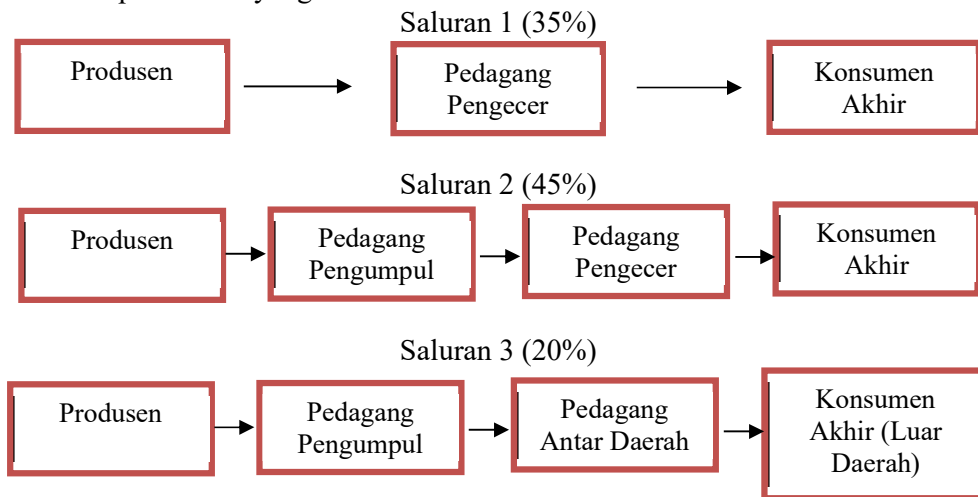 Saluran 1 (35%)
Produsen
Pedagang
Pengecer
Konsumen
Akhir
Saluran 2 (45%)
Produsen
Pedagang
Pengumpul
Pedagang
Pengecer
Konsumen
Akhir
Saluran 3 (20%)
Produsen
Pedagang
Pengumpul
Pedagang
Antar Daerah
Konsumen
Akhir (Luar
Daerah)